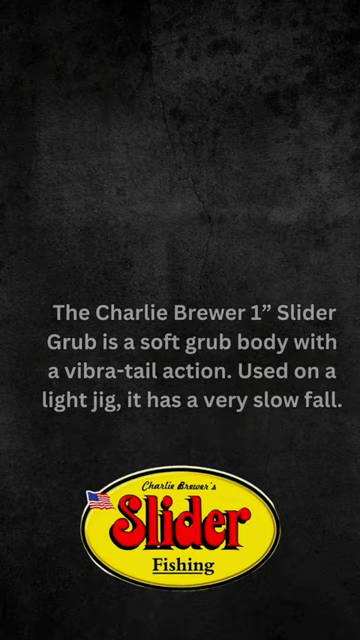 The Charlie Brewer 1” Slider
Grub is a soft grub body with
a vibra-tail action. Used on a
light jig, it has a very slow fall.
Charlie Brewer's
Slider
Fishing